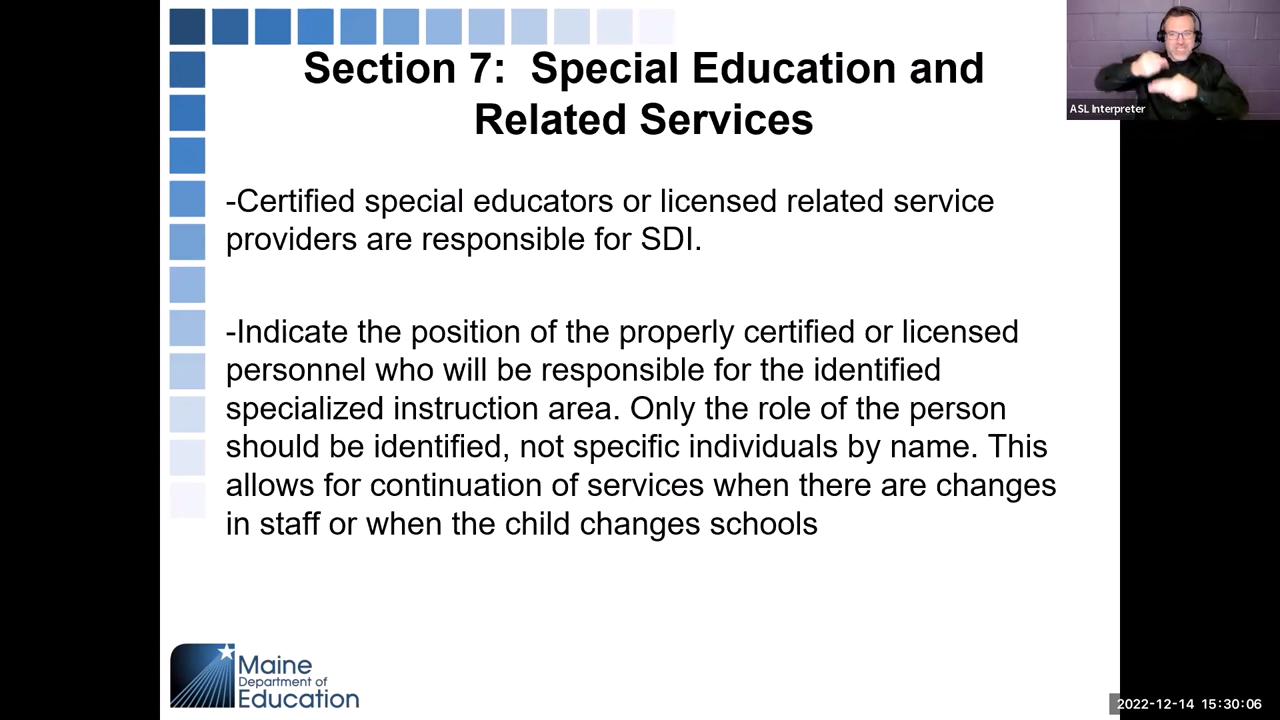 Section 7:  Special Education and
Related Services
ASL Interpreter
-Certified special educators or licensed related service
providers are responsible for SDI.
-Indicate the position of the properly certified or licensed
personnel who will be responsible for the identified
specialized instruction area. Only the role of the person
should be identified, not specific individuals by name. This
allows for continuation of services when there are changes
in staff or when the child changes schools
Maine
Department of
Education
2022-12-14 15:30:06